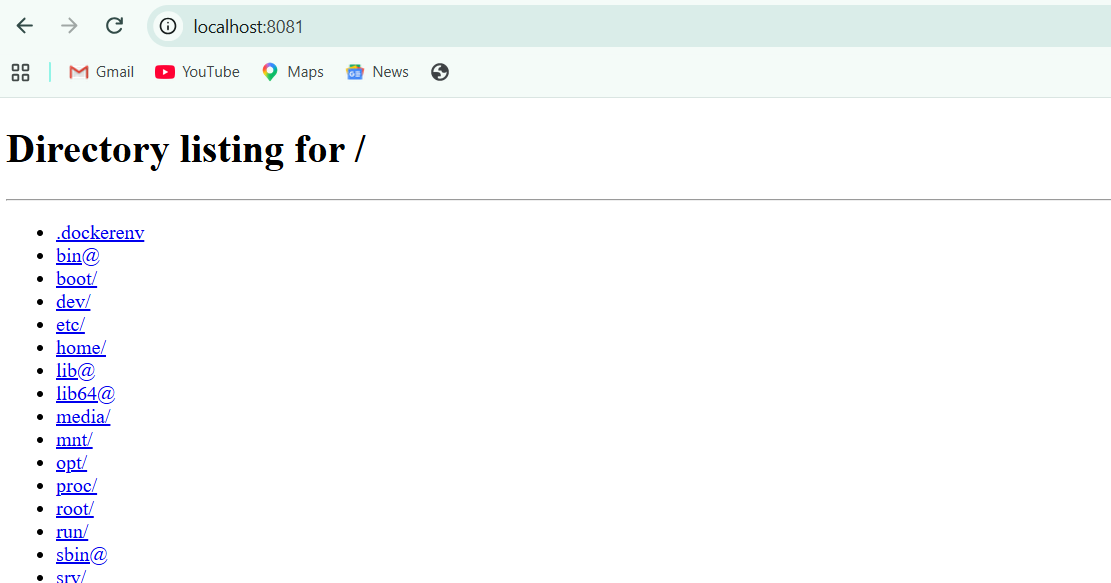 localhost:8081
Gmail YouTube Maps News
Directory listing for /
.dockerenv
bin@
boot/
dev/
etc/
home/
lib@
lib64@
media/
mnt/
opt/
proc/
root/
run/
sbin@
srv/